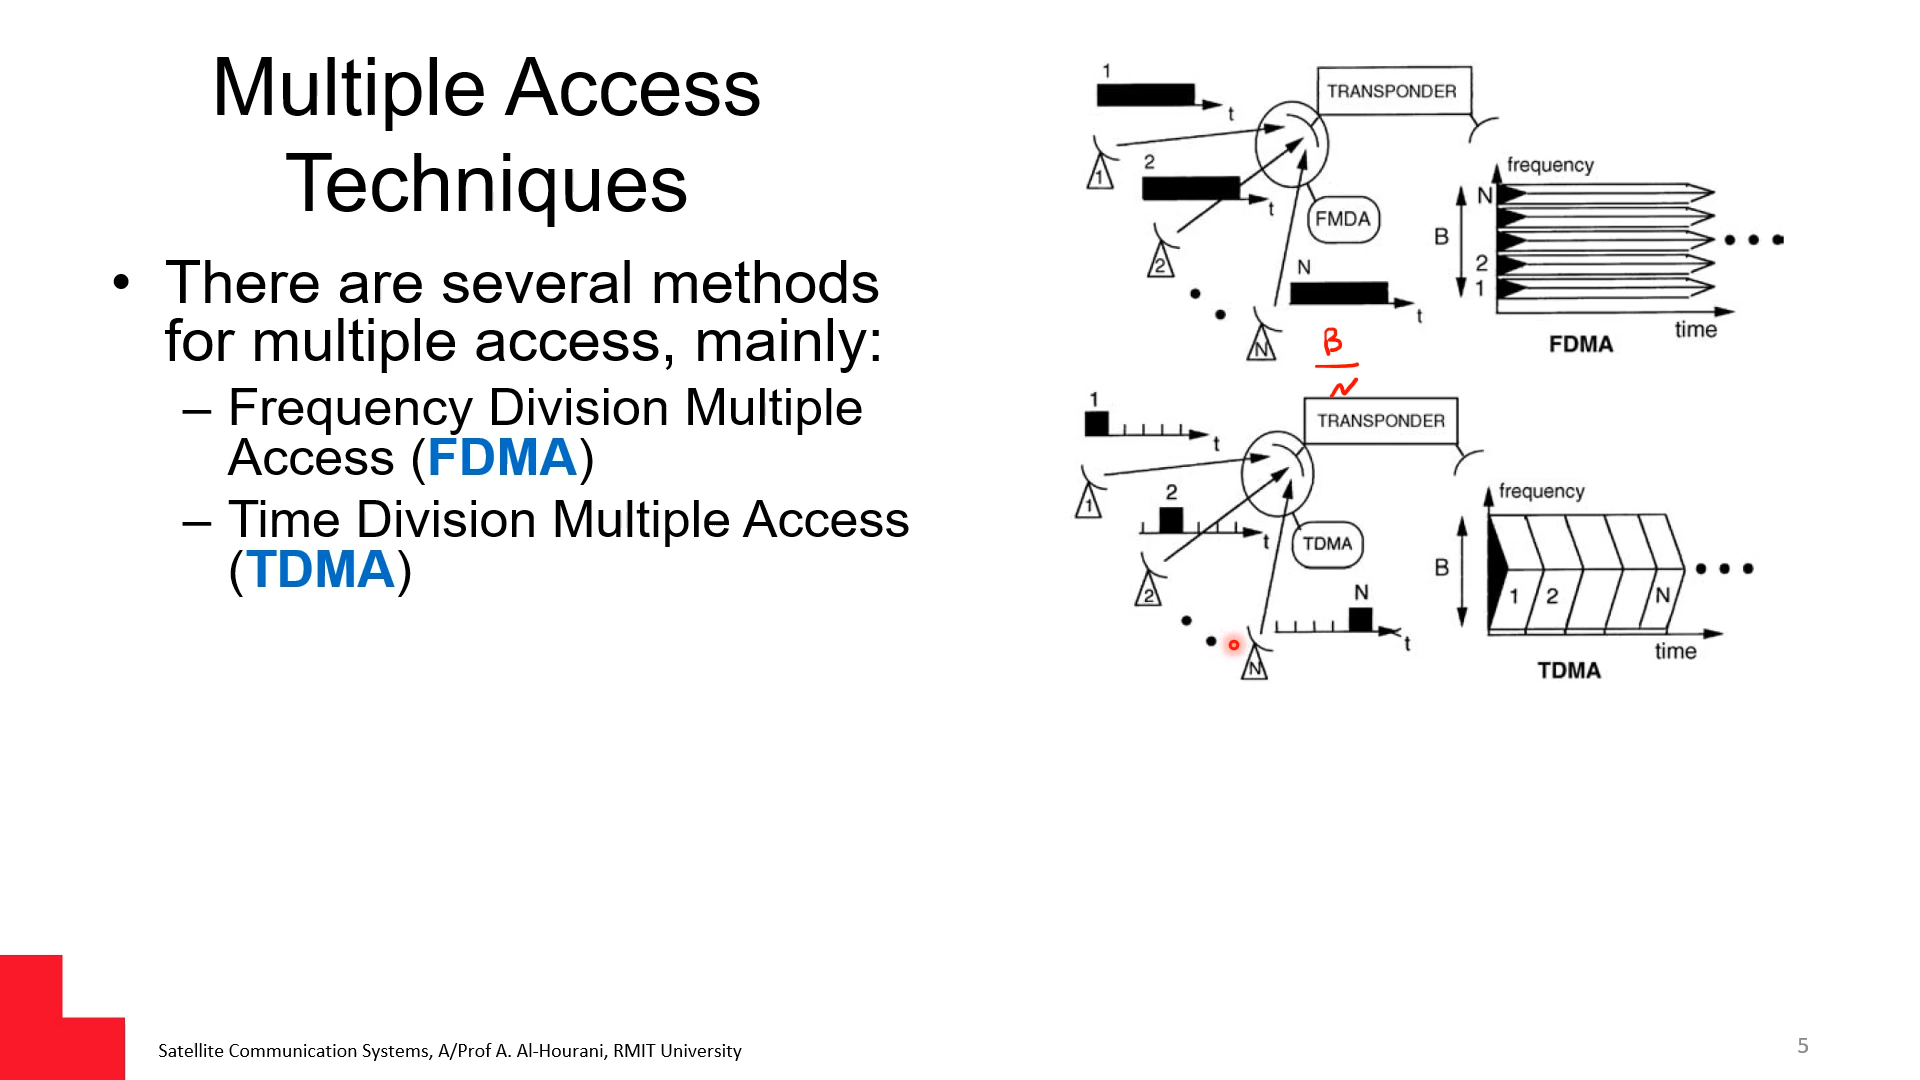 Multiple Access
Techniques
• There are several methods
for multiple access, mainly:
– Frequency Division Multiple
Access (FDMA)
– Time Division Multiple Access
(TDMA)
1
t
TRANSPONDER
1
2
t
2
FMDA
N
t
N
frequency
N
B
2
1
time
FDMA
B
N
1
t
TRANSPONDER
1
2
t
2
TDMA
N
t
N
frequency
B
1 2 N
time
TDMA
Satellite Communication Systems, A/Prof A. Al-Hourani, RMIT University
5